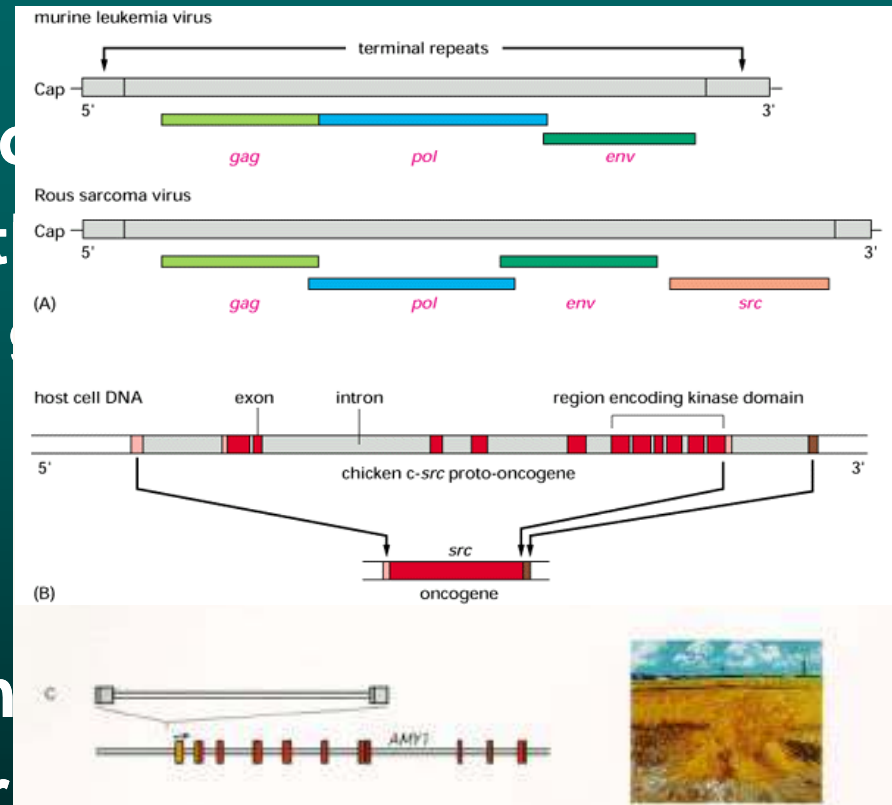 murine leukemia virus
terminal repeats
Cap
5' 3'
gag pol env
Rous sarcoma virus
Cap
5' 3'
(A) gag pol env src
host cell DNA exon intron region encoding kinase domain
5' 3'
chicken c-src proto-oncogene
src
(B) oncogene
C
AMY1